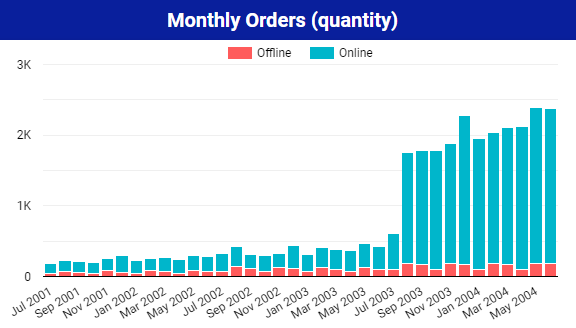 Monthly Orders (quantity)
Offline Online
3K
2K
1K
0
Jul 2001 Sep 2001 Nov 2001 Jan 2002 Mar 2002 May 2002 Jul 2002 Sep 2002 Nov 2002 Jan 2003 Mar 2003 May 2003 Jul 2003 Sep 2003 Nov 2003 Jan 2004 Mar 2004 May 2004